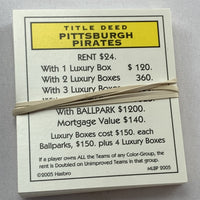 TITLE DEED
PITTSBURGH
PIRATES
RENT $24.
With 1 Luxury Box $ 120.
With 2 Luxury Boxes 360.
With 3 Luxury
With BALLPARK $1200.
Mortgage Value $140.
Luxury Boxes cost $150. each
Ballparks, $150. plus 4 Luxury Boxes
If a player owns ALL the Teams of any Color-Group, the
rent is Doubled on Unimproved Teams in that group.
©2005 Hasbro MLBP 2005